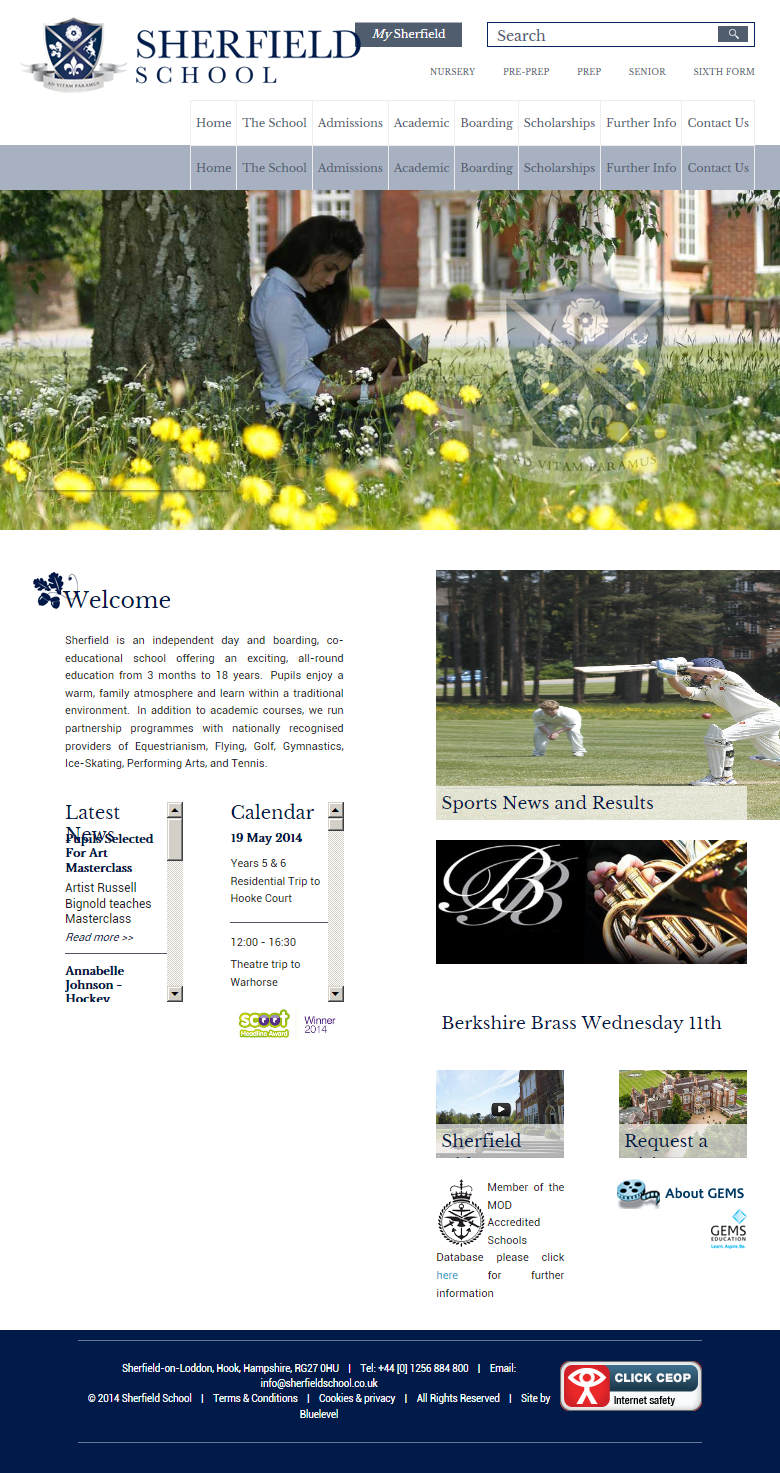 SHERFIELD
SCHOOL
AD VITAM PARAMUS
My Sherfield
Search
NURSERY PRE-PREP PREP SENIOR SIXTH FORM
Home The School Admissions Academic Boarding Scholarships Further Info Contact Us
Home The School Admissions Academic Boarding Scholarships Further Info Contact Us
AD VITAM PARAMUS
Welcome
Sherfield is an independent day and boarding, co-
educational school offering an exciting, all-round
education from 3 months to 18 years. Pupils enjoy a
warm, family atmosphere and learn within a traditional
environment. In addition to academic courses, we run
partnership programmes with nationally recognised
providers of Equestrianism, Flying, Golf, Gymnastics,
Ice-Skating, Performing Arts, and Tennis.
Latest
News
Pupils Selected
For Art
Masterclass
Artist Russell
Bignold teaches
Masterclass
Read more >>
Annabelle
Johnson -
Hockey
Calendar
19 May 2014
Years 5 & 6
Residential Trip to
Hooke Court
12:00 - 16:30
Theatre trip to
Warhorse
scoot
Headline Award
Winner
2014
Sports News and Results
BB
Berkshire Brass Wednesday 11th
Sherfield
Request a
Member of the
MOD
Accredited
Schools
Database please click
here for further
information
About GEMS
GEMS
EDUCATION
Learn. Aspire. Be.
Sherfield-on-Loddon, Hook, Hampshire, RG27 0HU | Tel: +44 [0] 1256 884 800 | Email:
info@sherfieldschool.co.uk
© 2014 Sherfield School | Terms & Conditions | Cookies & privacy | All Rights Reserved | Site by
Bluelevel
CLICK CEOP
Internet safety